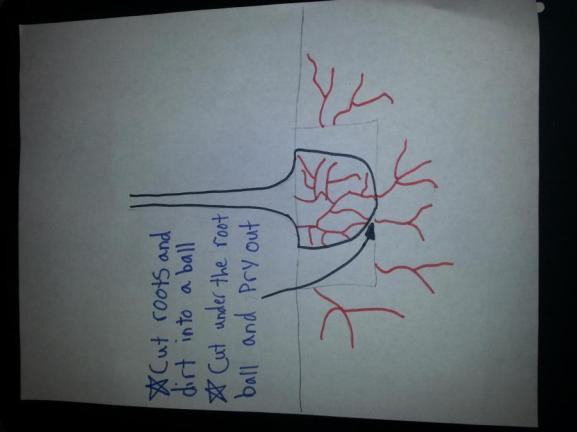 ☆Cut roots and
dirt into a ball
☆Cut under the root
ball and Pry out